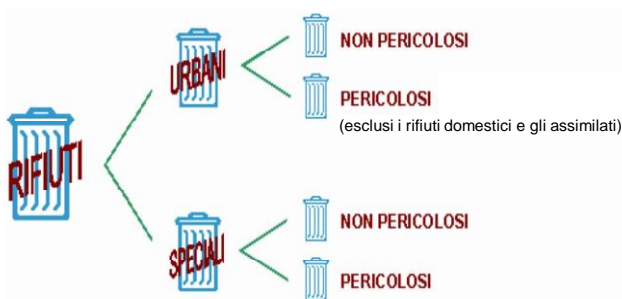 RIFIUTI
URBANI
NON PERICOLOSI
PERICOLOSI
(esclusi i rifiuti domestici e gli assimilati)
SPECIALI
NON PERICOLOSI
PERICOLOSI